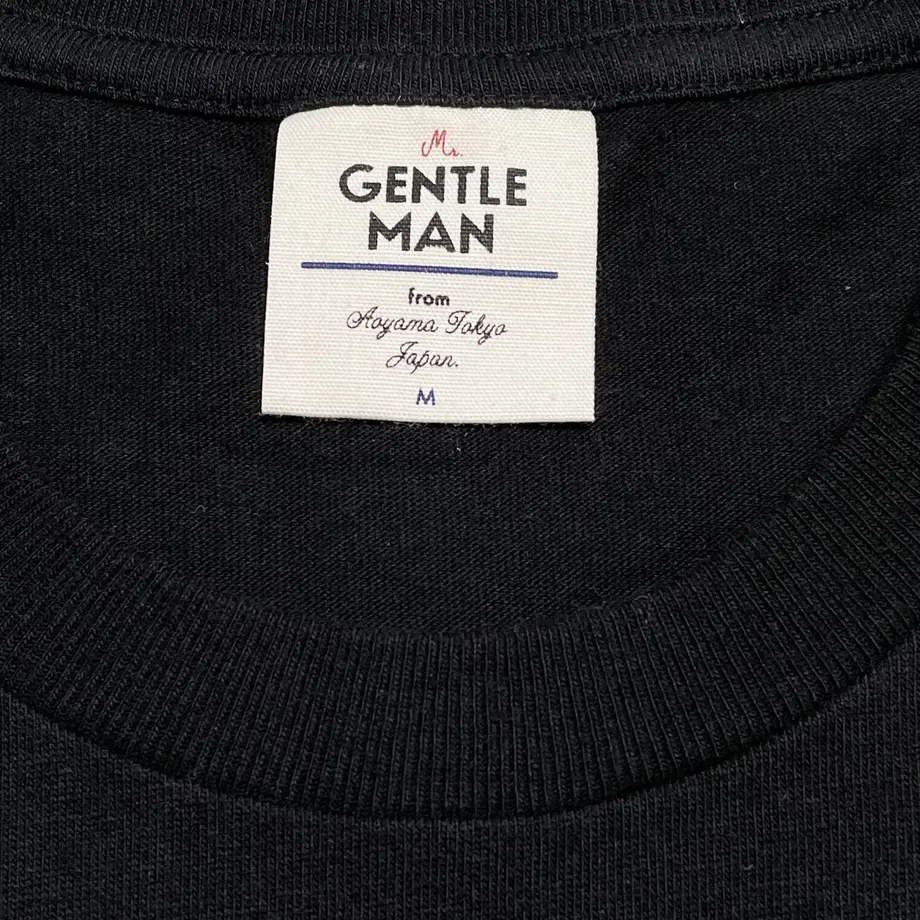 Mr.
GENTLE
MAN
from
Aoyama Tokyo
Japan.
M